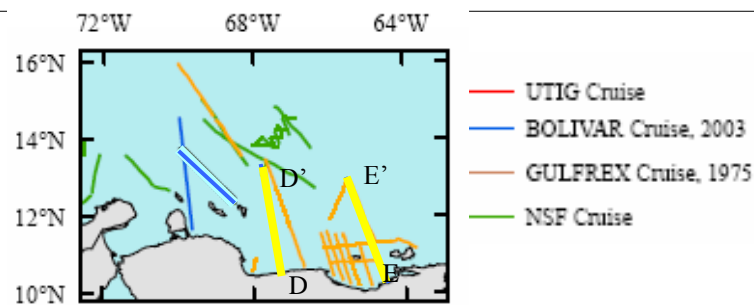 72°W 68°W 64°W
16°N
14°N
12°N
10°N
D'
E'
D
E
UTIG Cruise
BOLIVAR Cruise, 2003
GULFREX Cruise, 1975
NSF Cruise